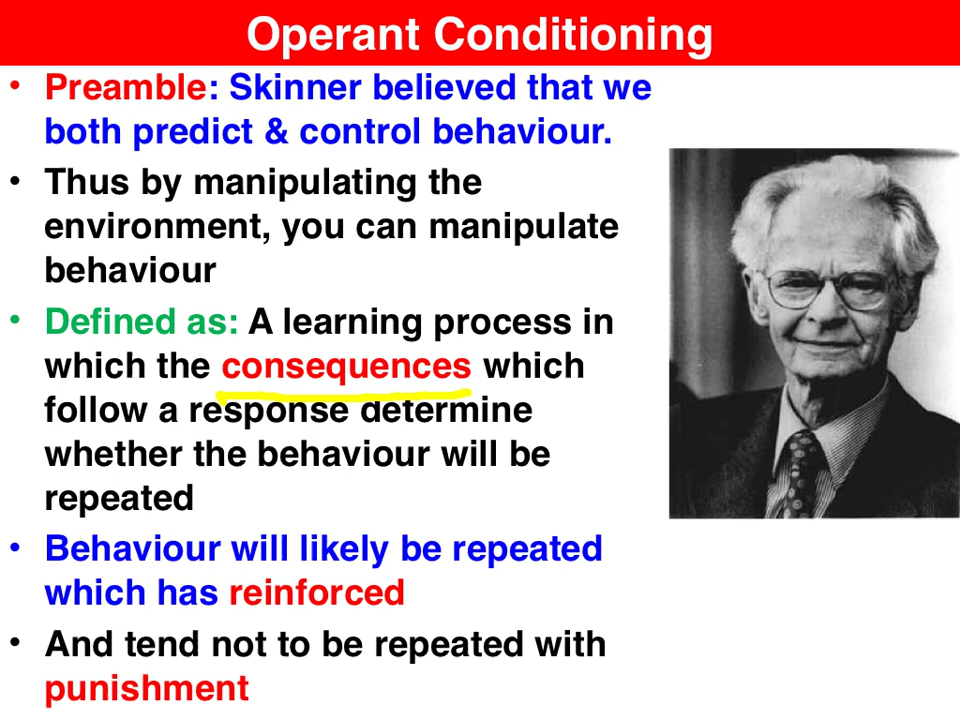 Operant Conditioning
• Preamble: Skinner believed that we
both predict & control behaviour.
• Thus by manipulating the
environment, you can manipulate
behaviour
• Defined as: A learning process in
which the consequences which
follow a response determine
whether the behaviour will be
repeated
• Behaviour will likely be repeated
which has reinforced
• And tend not to be repeated with
punishment